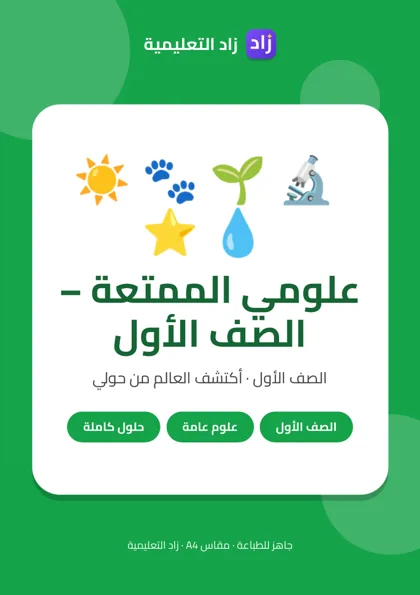 زاد زاد التعليمية
علومي الممتعة –
الصف الأول
الصف الأول · أكتشف العالم من حولي
الصف الأول علوم عامة حلول كاملة
جاهز للطباعة · مقاس A4 · زاد التعليمية